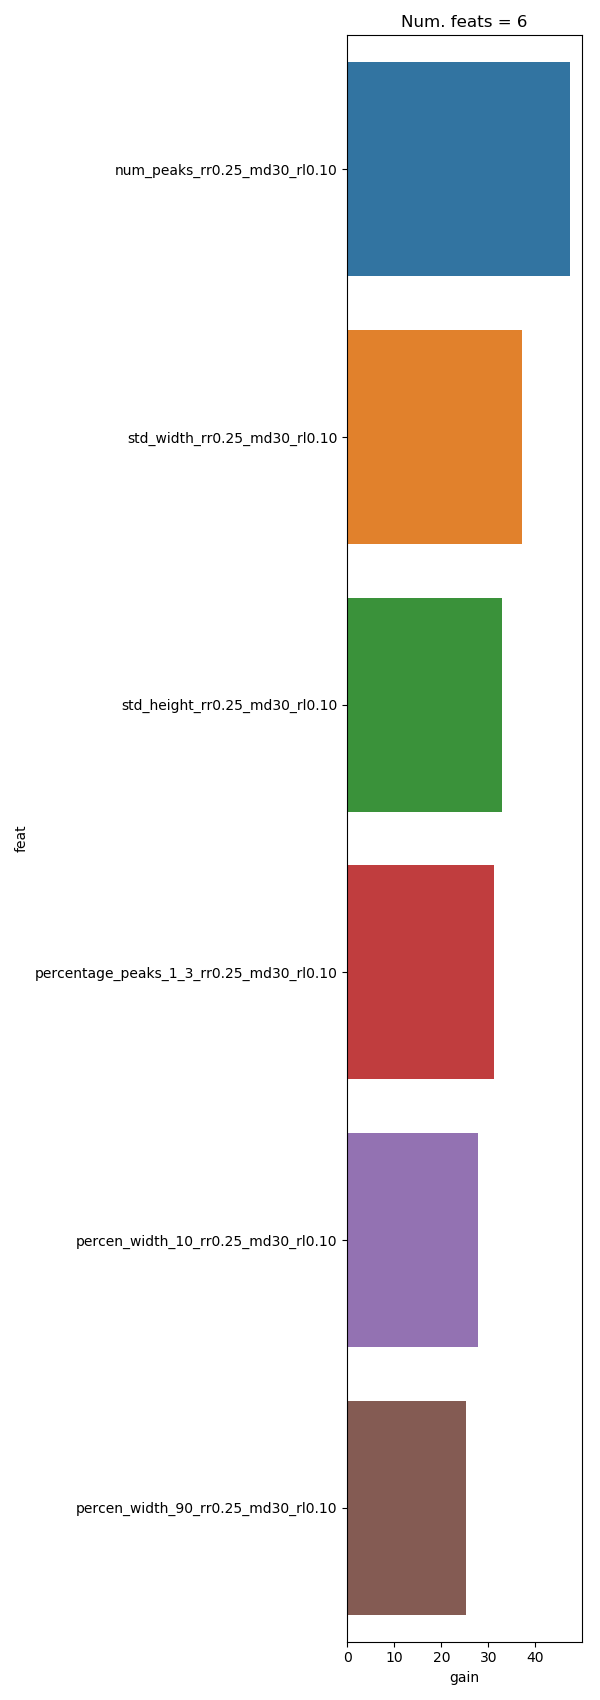 Num. feats = 6
num_peaks_rr0.25_md30_rl0.10
std_width_rr0.25_md30_rl0.10
std_height_rr0.25_md30_rl0.10
feat
percentage_peaks_1_3_rr0.25_md30_rl0.10
percen_width_10_rr0.25_md30_rl0.10
percen_width_90_rr0.25_md30_rl0.10
0 10 20 30 40
gain